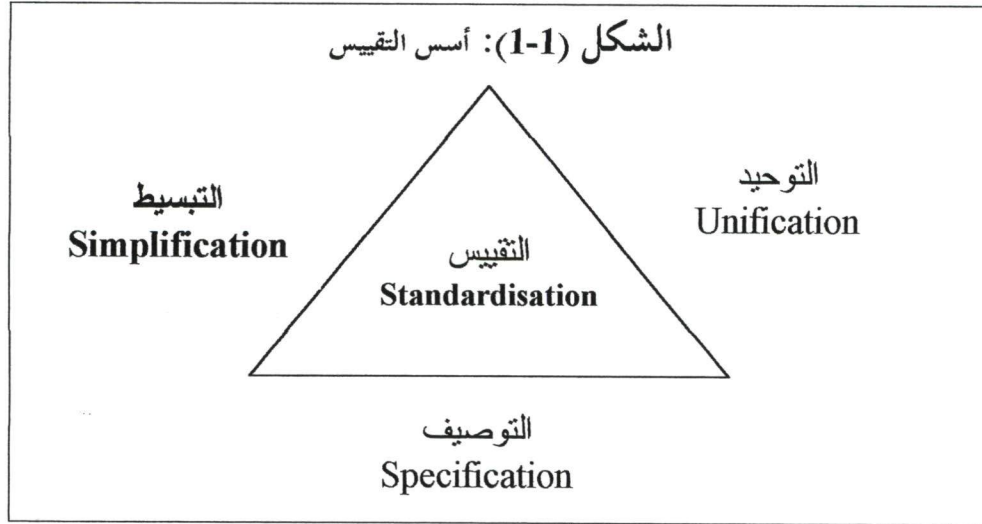 الشكل (1-1): أسس التقييس
التوحيد
Unification
التبسيط
Simplification
التقييس
Standardisation
التوصيف
Specification